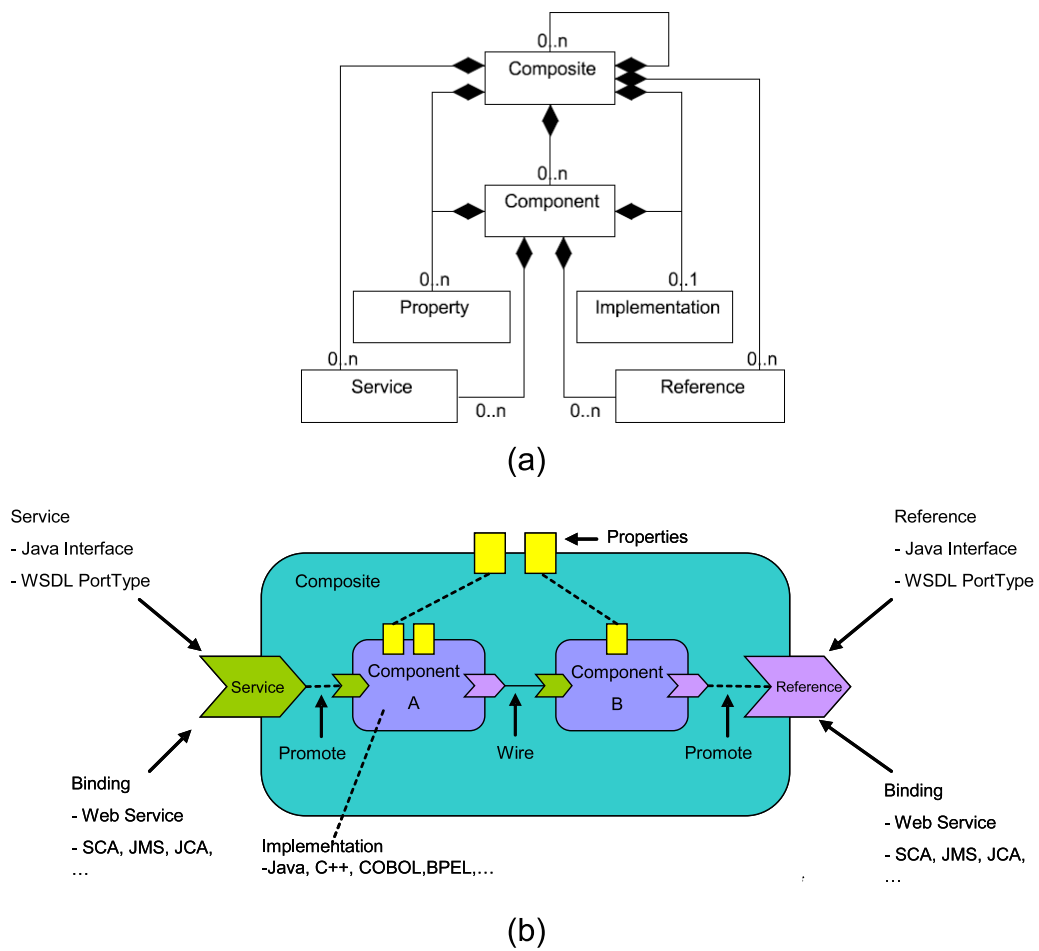 0..n
Composite
0..n
Component
0..n
Property
0..1
Implementation
0..n
Service
0..n
0..n
Reference
0..n
(a)
Service
- Java Interface
- WSDL PortType
Properties
Reference
- Java Interface
- WSDL PortType
Composite
Component
A
Component
B
Service
Reference
Promote
Wire
Promote
Binding
- Web Service
- SCA, JMS, JCA,
…
Implementation
-Java, C++, COBOL,BPEL,…
Binding
- Web Service
- SCA, JMS, JCA,
…
(b)